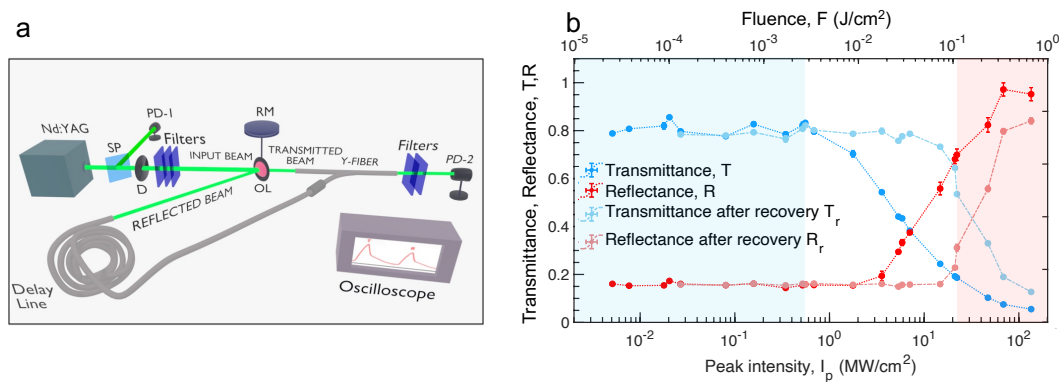 a
Nd:YAG
SP
PD-1
D
Filters
INPUT BEAM
RM
OL
TRANSMITTED
BEAM
Y-FIBER
Filters
PD-2
REFLECTED BEAM
Delay
Line
Oscilloscope
b
Fluence, F (J/cm²)
10⁻⁵ 10⁻⁴ 10⁻³ 10⁻² 10⁻¹ 10⁰
Transmittance, Reflectance, T,R
1
0.8
0.6
0.4
0.2
0
Transmittance, T
Reflectance, R
Transmittance after recovery Tᵣ
Reflectance after recovery Rᵣ
10⁻² 10⁻¹ 10⁰ 10¹ 10²
Peak intensity, Iₚ (MW/cm²)